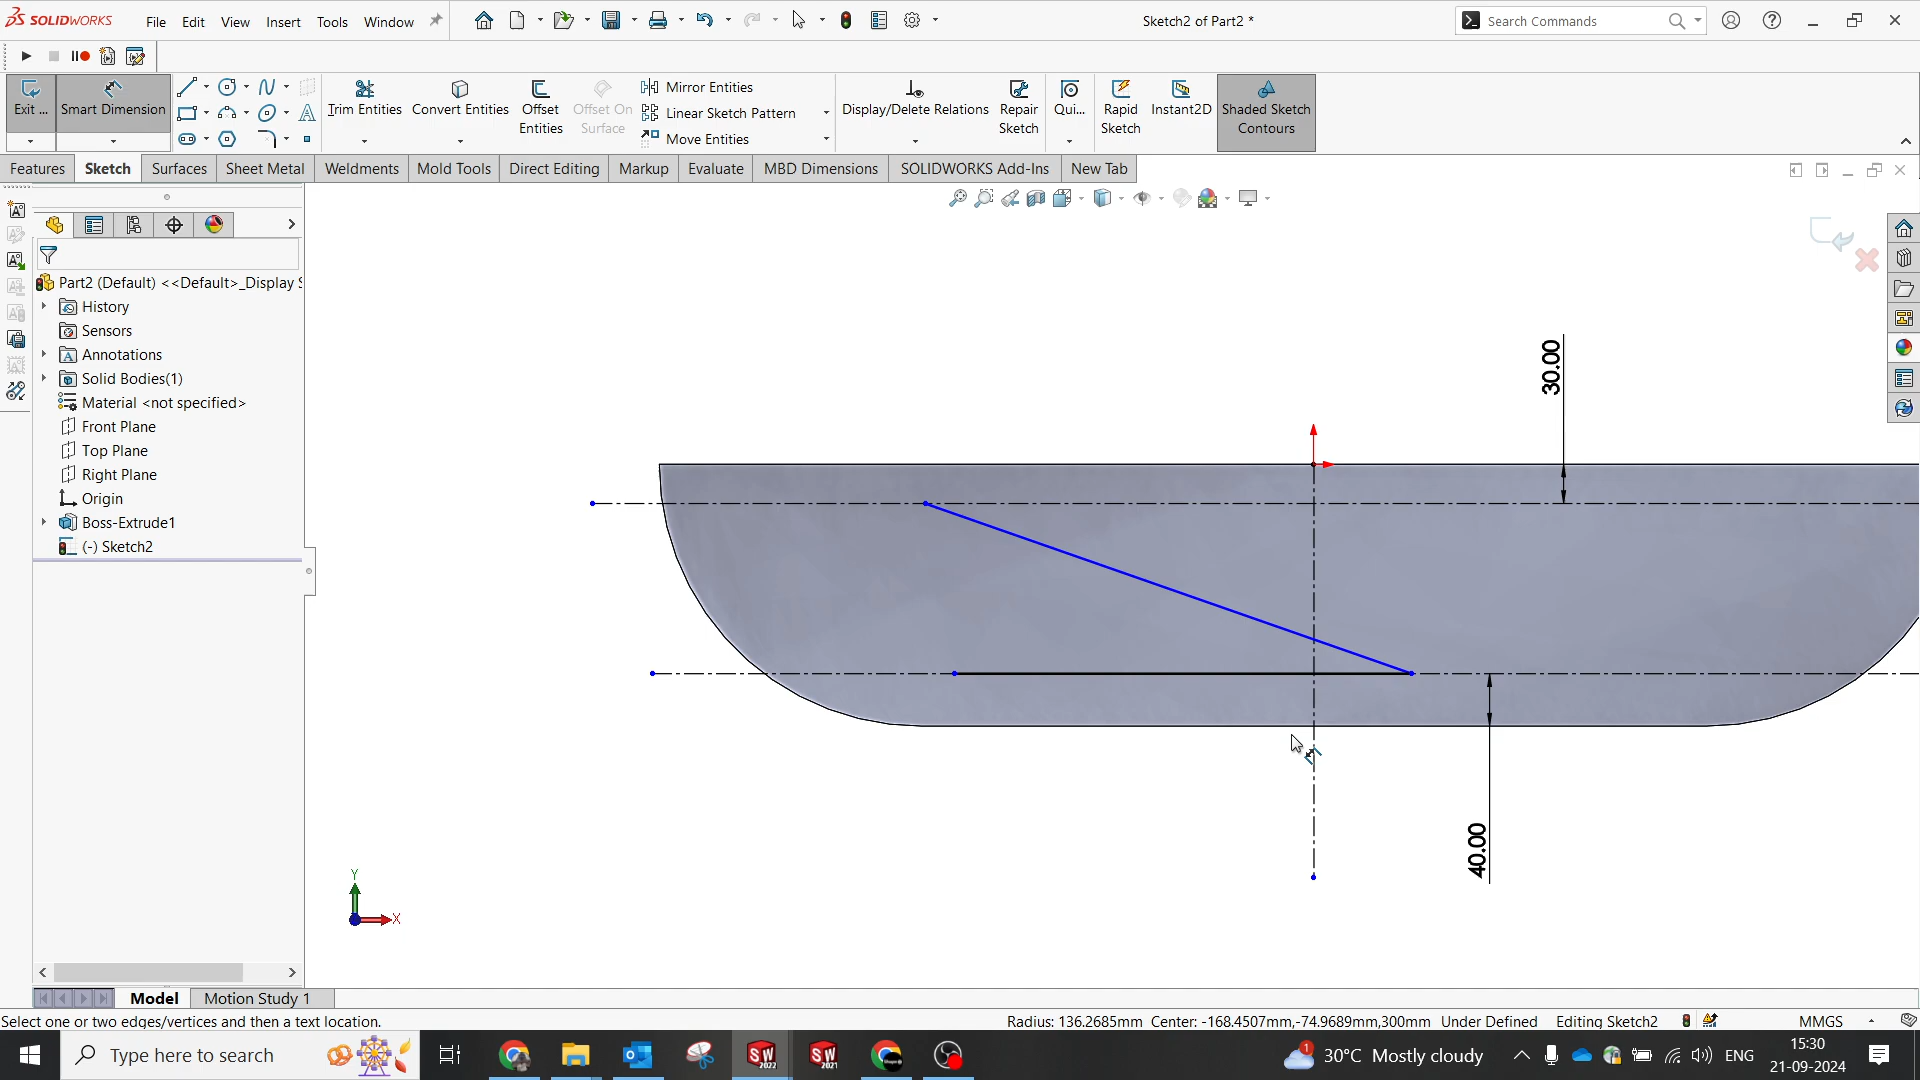 SOLIDWORKS File Edit View Insert Tools Window Sketch2 of Part2 * Search Commands
Exit ... Smart Dimension Trim Entities Convert Entities Offset Entities Offset On Surface Mirror Entities Display/Delete Relations Repair Sketch Qui... Rapid Sketch Instant2D Shaded Sketch Contours
Linear Sketch Pattern
Move Entities
Features Sketch Surfaces Sheet Metal Weldments Mold Tools Direct Editing Markup Evaluate MBD Dimensions SOLIDWORKS Add-Ins New Tab
Part2 (Default) <<Default>_Display S
History
Sensors
Annotations
Solid Bodies(1)
Material <not specified>
Front Plane
Top Plane
Right Plane
Origin
Boss-Extrude1
(-) Sketch2
30.00
40.00
Y
X
Model Motion Study 1
Select one or two edges/vertices and then a text location. Radius: 136.2685mm Center: -168.4507mm,-74.9689mm,300mm Under Defined Editing Sketch2 MMGS
Type here to search 30°C Mostly cloudy ENG 15:30
21-09-2024